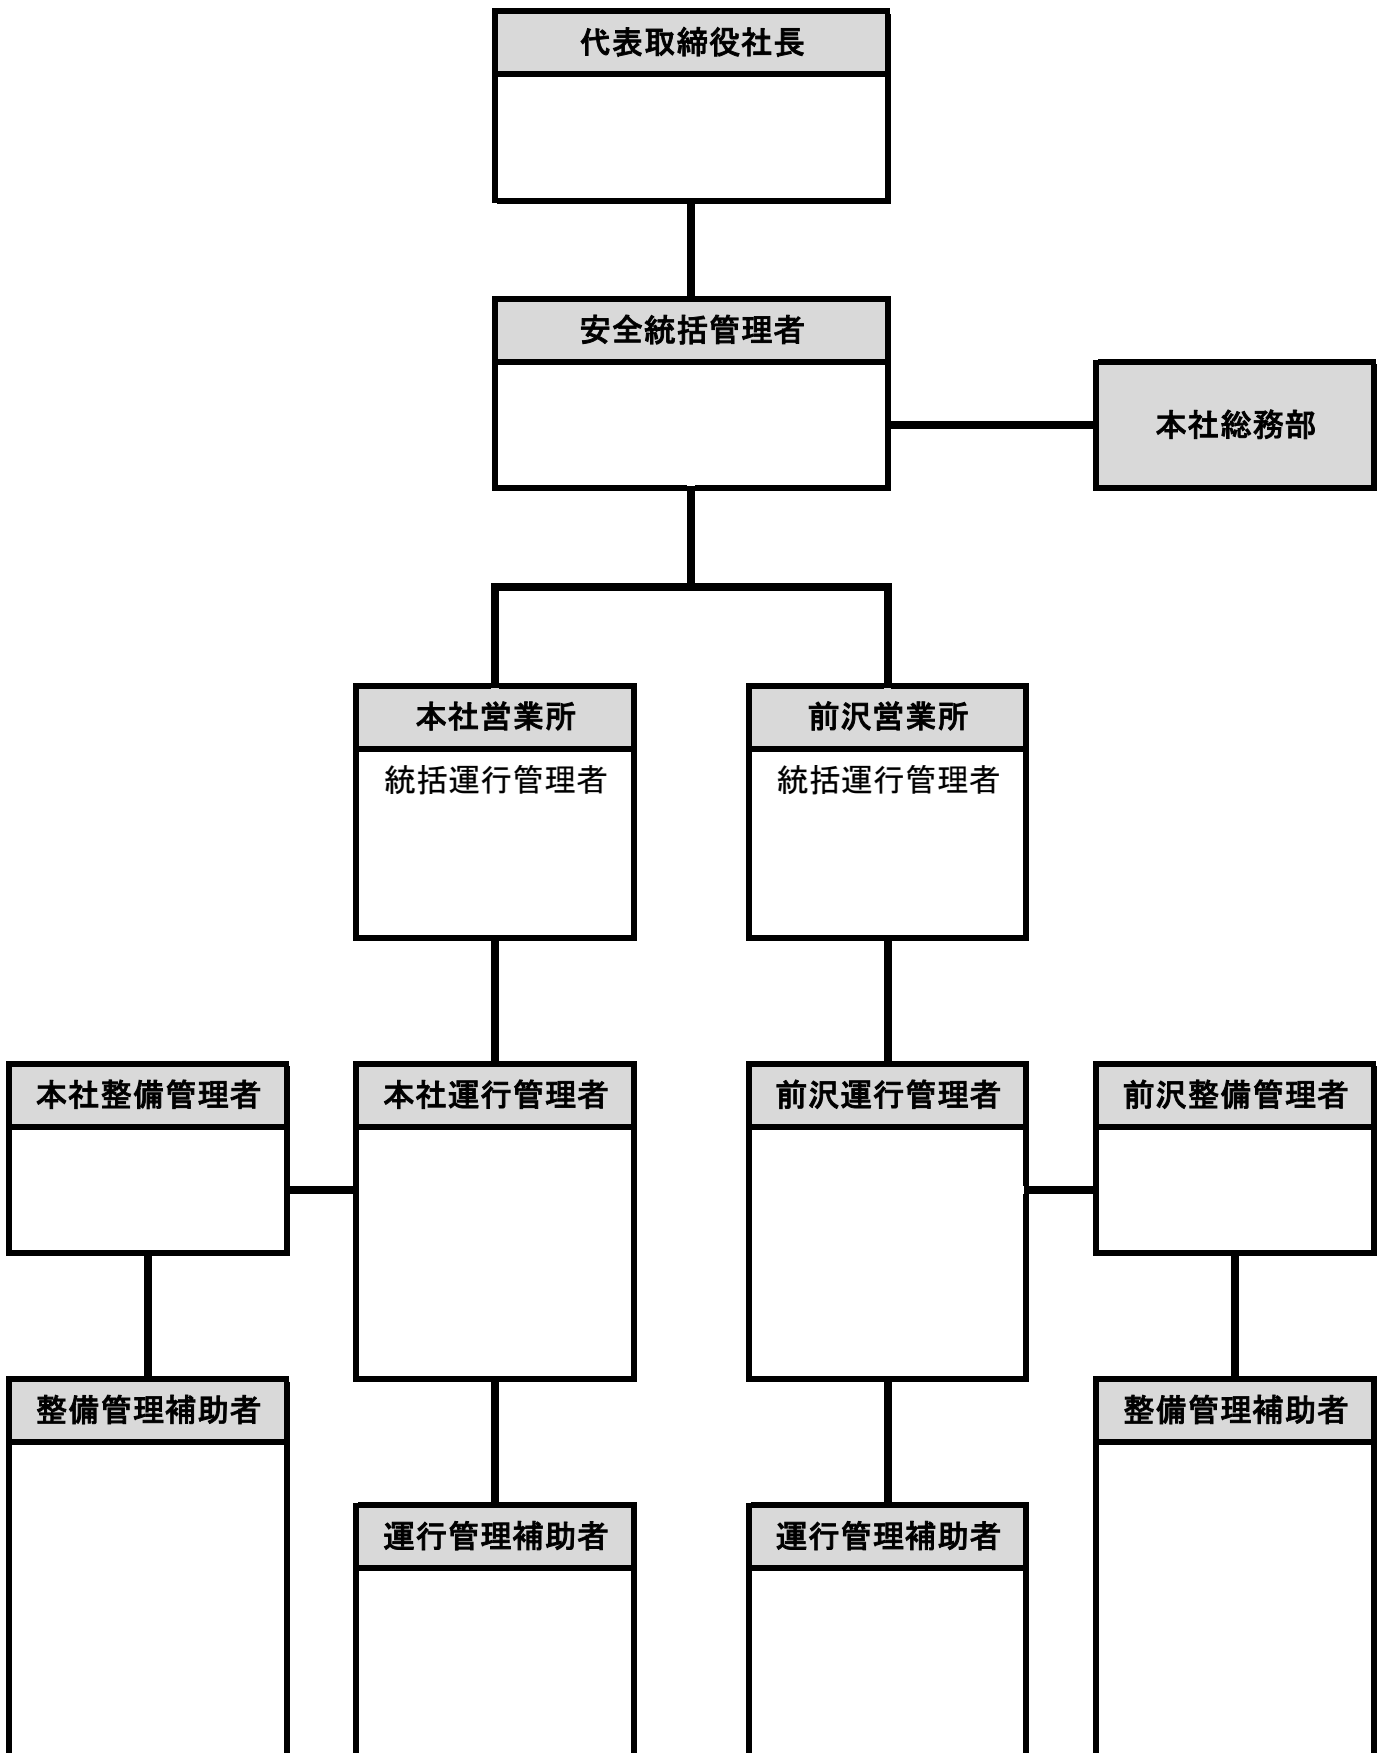 代表取締役社長
安全統括管理者
本社総務部
本社営業所
統括運行管理者
前沢営業所
統括運行管理者
本社整備管理者
本社運行管理者
前沢運行管理者
前沢整備管理者
整備管理補助者
整備管理補助者
運行管理補助者
運行管理補助者